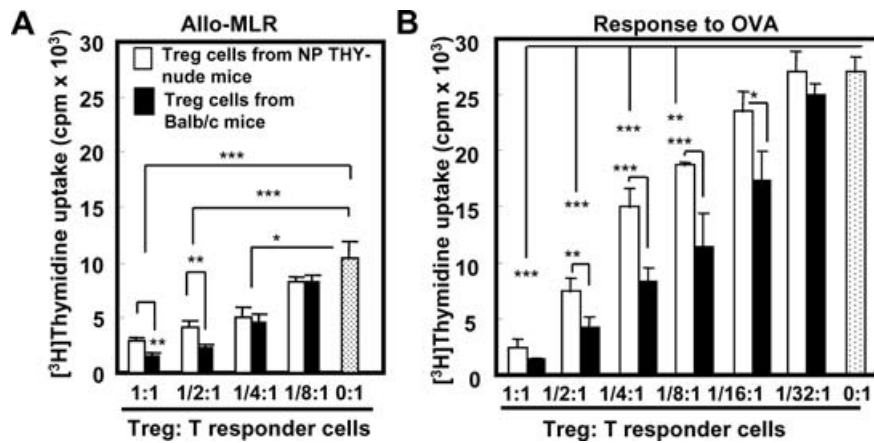 A
Allo-MLR
[³H]Thymidine uptake (cpm x 10³)
30
25
20
15
10
5
0
Treg cells from NP THY-
nude mice
Treg cells from
Balb/c mice
***
***
*
**
**
1:1 1/2:1 1/4:1 1/8:1 0:1
Treg: T responder cells
B
Response to OVA
[³H]Thymidine uptake (cpm x 10³)
30
25
20
15
10
5
0
**
*** *** *
***
***
*** **
1:1 1/2:1 1/4:1 1/8:1 1/16:1 1/32:1 0:1
Treg: T responder cells